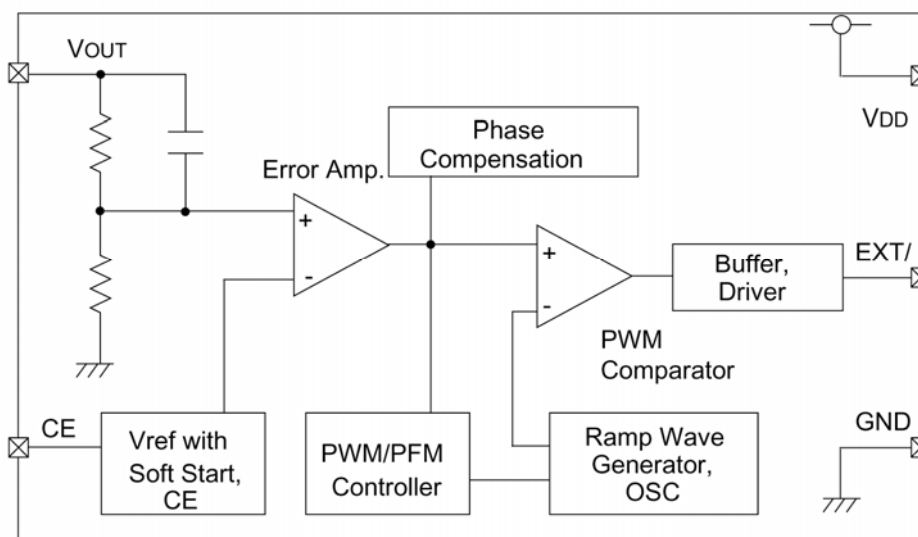 VOUT
VDD
Phase
Compensation
Error Amp.
+
-
+
-
Buffer,
Driver
EXT/
PWM
Comparator
CE
Vref with
Soft Start,
CE
PWM/PFM
Controller
Ramp Wave
Generator,
OSC
GND